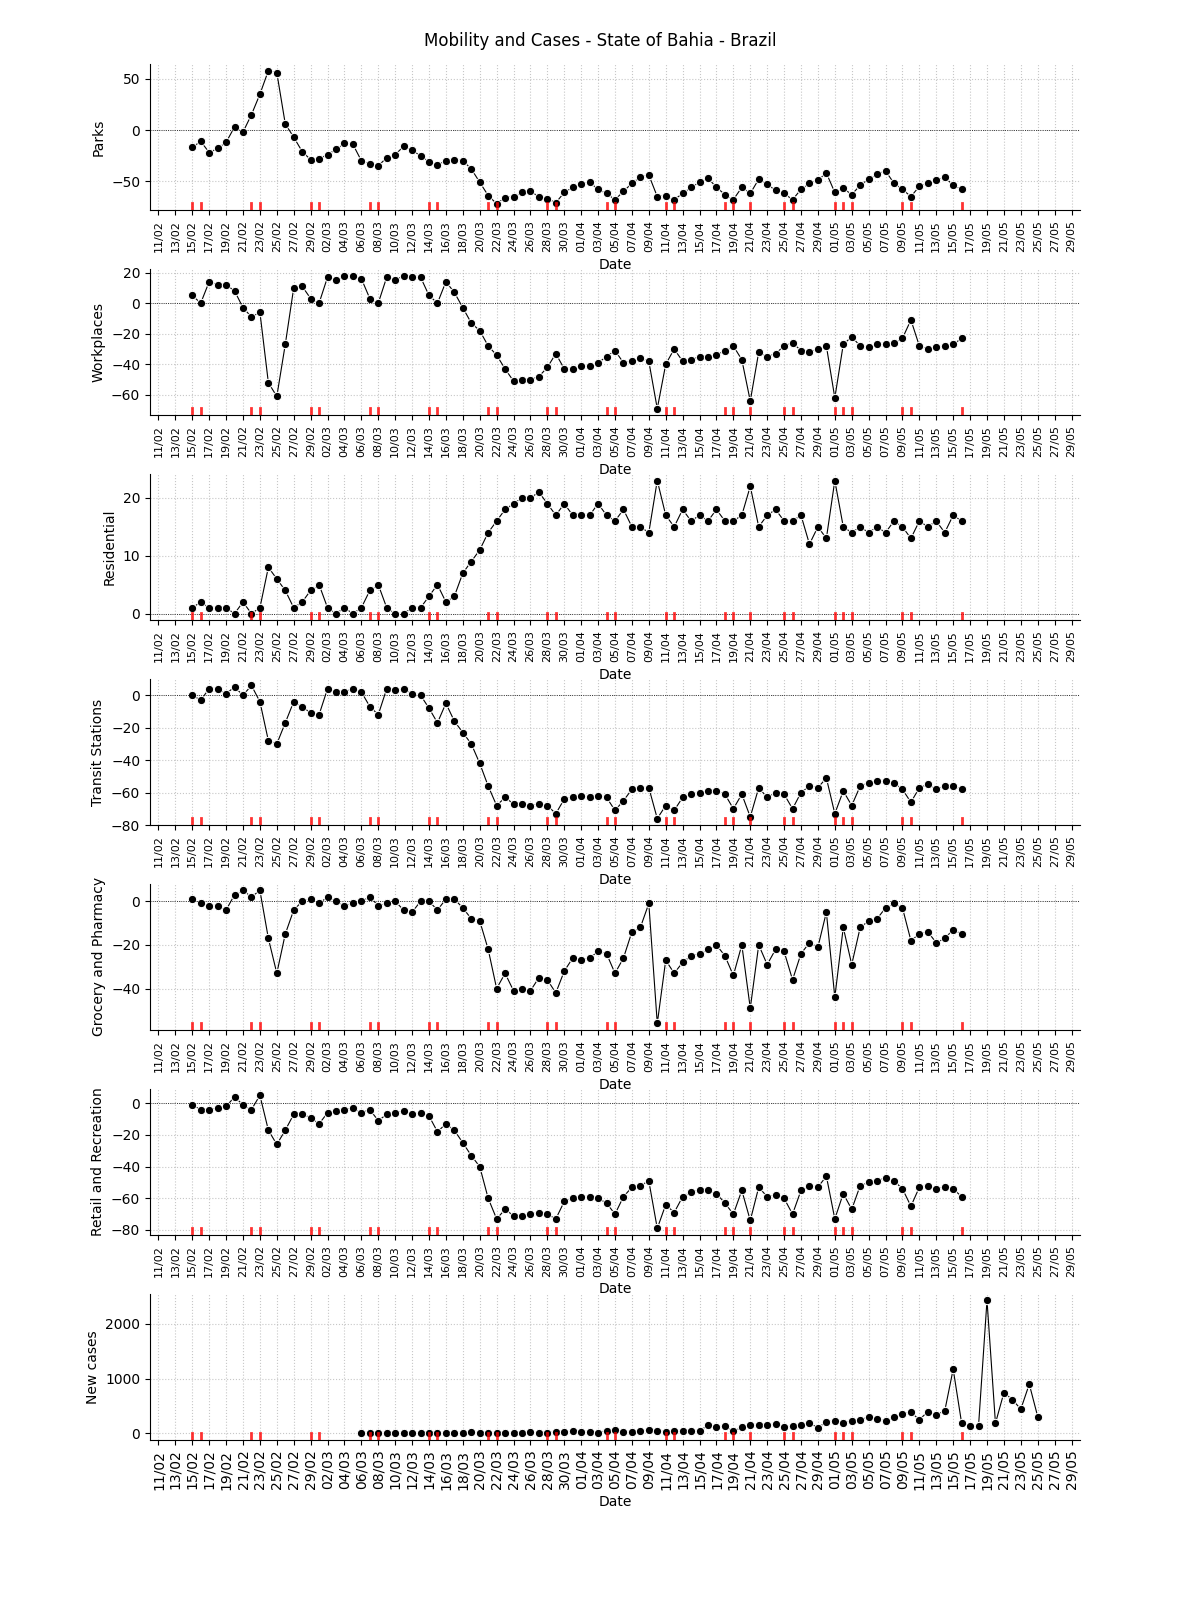 Mobility and Cases - State of Bahia - Brazil
50
0
−50
Parks
11/02 13/02 15/02 17/02 19/02 21/02 23/02 25/02 27/02 29/02 02/03 04/03 06/03 08/03 10/03 12/03 14/03 16/03 18/03 20/03 22/03 24/03 26/03 28/03 30/03 01/04 03/04 05/04 07/04 09/04 11/04 13/04 15/04 17/04 19/04 21/04 23/04 25/04 27/04 29/04 01/05 03/05 05/05 07/05 09/05 11/05 13/05 15/05 17/05 19/05 21/05 23/05 25/05 27/05 29/05
Date
20
0
−20
−40
−60
Workplaces
11/02 13/02 15/02 17/02 19/02 21/02 23/02 25/02 27/02 29/02 02/03 04/03 06/03 08/03 10/03 12/03 14/03 16/03 18/03 20/03 22/03 24/03 26/03 28/03 30/03 01/04 03/04 05/04 07/04 09/04 11/04 13/04 15/04 17/04 19/04 21/04 23/04 25/04 27/04 29/04 01/05 03/05 05/05 07/05 09/05 11/05 13/05 15/05 17/05 19/05 21/05 23/05 25/05 27/05 29/05
Date
20
10
0
Residential
11/02 13/02 15/02 17/02 19/02 21/02 23/02 25/02 27/02 29/02 02/03 04/03 06/03 08/03 10/03 12/03 14/03 16/03 18/03 20/03 22/03 24/03 26/03 28/03 30/03 01/04 03/04 05/04 07/04 09/04 11/04 13/04 15/04 17/04 19/04 21/04 23/04 25/04 27/04 29/04 01/05 03/05 05/05 07/05 09/05 11/05 13/05 15/05 17/05 19/05 21/05 23/05 25/05 27/05 29/05
Date
0
−20
−40
−60
−80
Transit Stations
11/02 13/02 15/02 17/02 19/02 21/02 23/02 25/02 27/02 29/02 02/03 04/03 06/03 08/03 10/03 12/03 14/03 16/03 18/03 20/03 22/03 24/03 26/03 28/03 30/03 01/04 03/04 05/04 07/04 09/04 11/04 13/04 15/04 17/04 19/04 21/04 23/04 25/04 27/04 29/04 01/05 03/05 05/05 07/05 09/05 11/05 13/05 15/05 17/05 19/05 21/05 23/05 25/05 27/05 29/05
Date
0
−20
−40
Grocery and Pharmacy
11/02 13/02 15/02 17/02 19/02 21/02 23/02 25/02 27/02 29/02 02/03 04/03 06/03 08/03 10/03 12/03 14/03 16/03 18/03 20/03 22/03 24/03 26/03 28/03 30/03 01/04 03/04 05/04 07/04 09/04 11/04 13/04 15/04 17/04 19/04 21/04 23/04 25/04 27/04 29/04 01/05 03/05 05/05 07/05 09/05 11/05 13/05 15/05 17/05 19/05 21/05 23/05 25/05 27/05 29/05
Date
0
−20
−40
−60
−80
Retail and Recreation
11/02 13/02 15/02 17/02 19/02 21/02 23/02 25/02 27/02 29/02 02/03 04/03 06/03 08/03 10/03 12/03 14/03 16/03 18/03 20/03 22/03 24/03 26/03 28/03 30/03 01/04 03/04 05/04 07/04 09/04 11/04 13/04 15/04 17/04 19/04 21/04 23/04 25/04 27/04 29/04 01/05 03/05 05/05 07/05 09/05 11/05 13/05 15/05 17/05 19/05 21/05 23/05 25/05 27/05 29/05
Date
2000
1000
0
New cases
11/02 13/02 15/02 17/02 19/02 21/02 23/02 25/02 27/02 29/02 02/03 04/03 06/03 08/03 10/03 12/03 14/03 16/03 18/03 20/03 22/03 24/03 26/03 28/03 30/03 01/04 03/04 05/04 07/04 09/04 11/04 13/04 15/04 17/04 19/04 21/04 23/04 25/04 27/04 29/04 01/05 03/05 05/05 07/05 09/05 11/05 13/05 15/05 17/05 19/05 21/05 23/05 25/05 27/05 29/05
Date